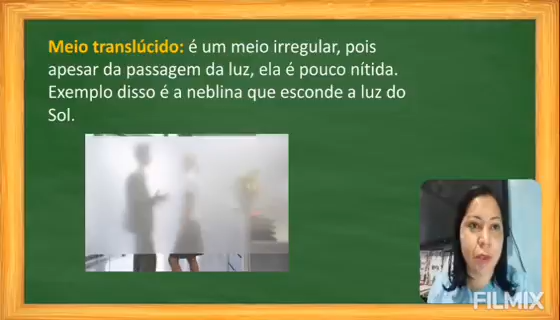 Meio translúcido: é um meio irregular, pois
apesar da passagem da luz, ela é pouco nítida.
Exemplo disso é a neblina que esconde a luz do
Sol.
FILMIX